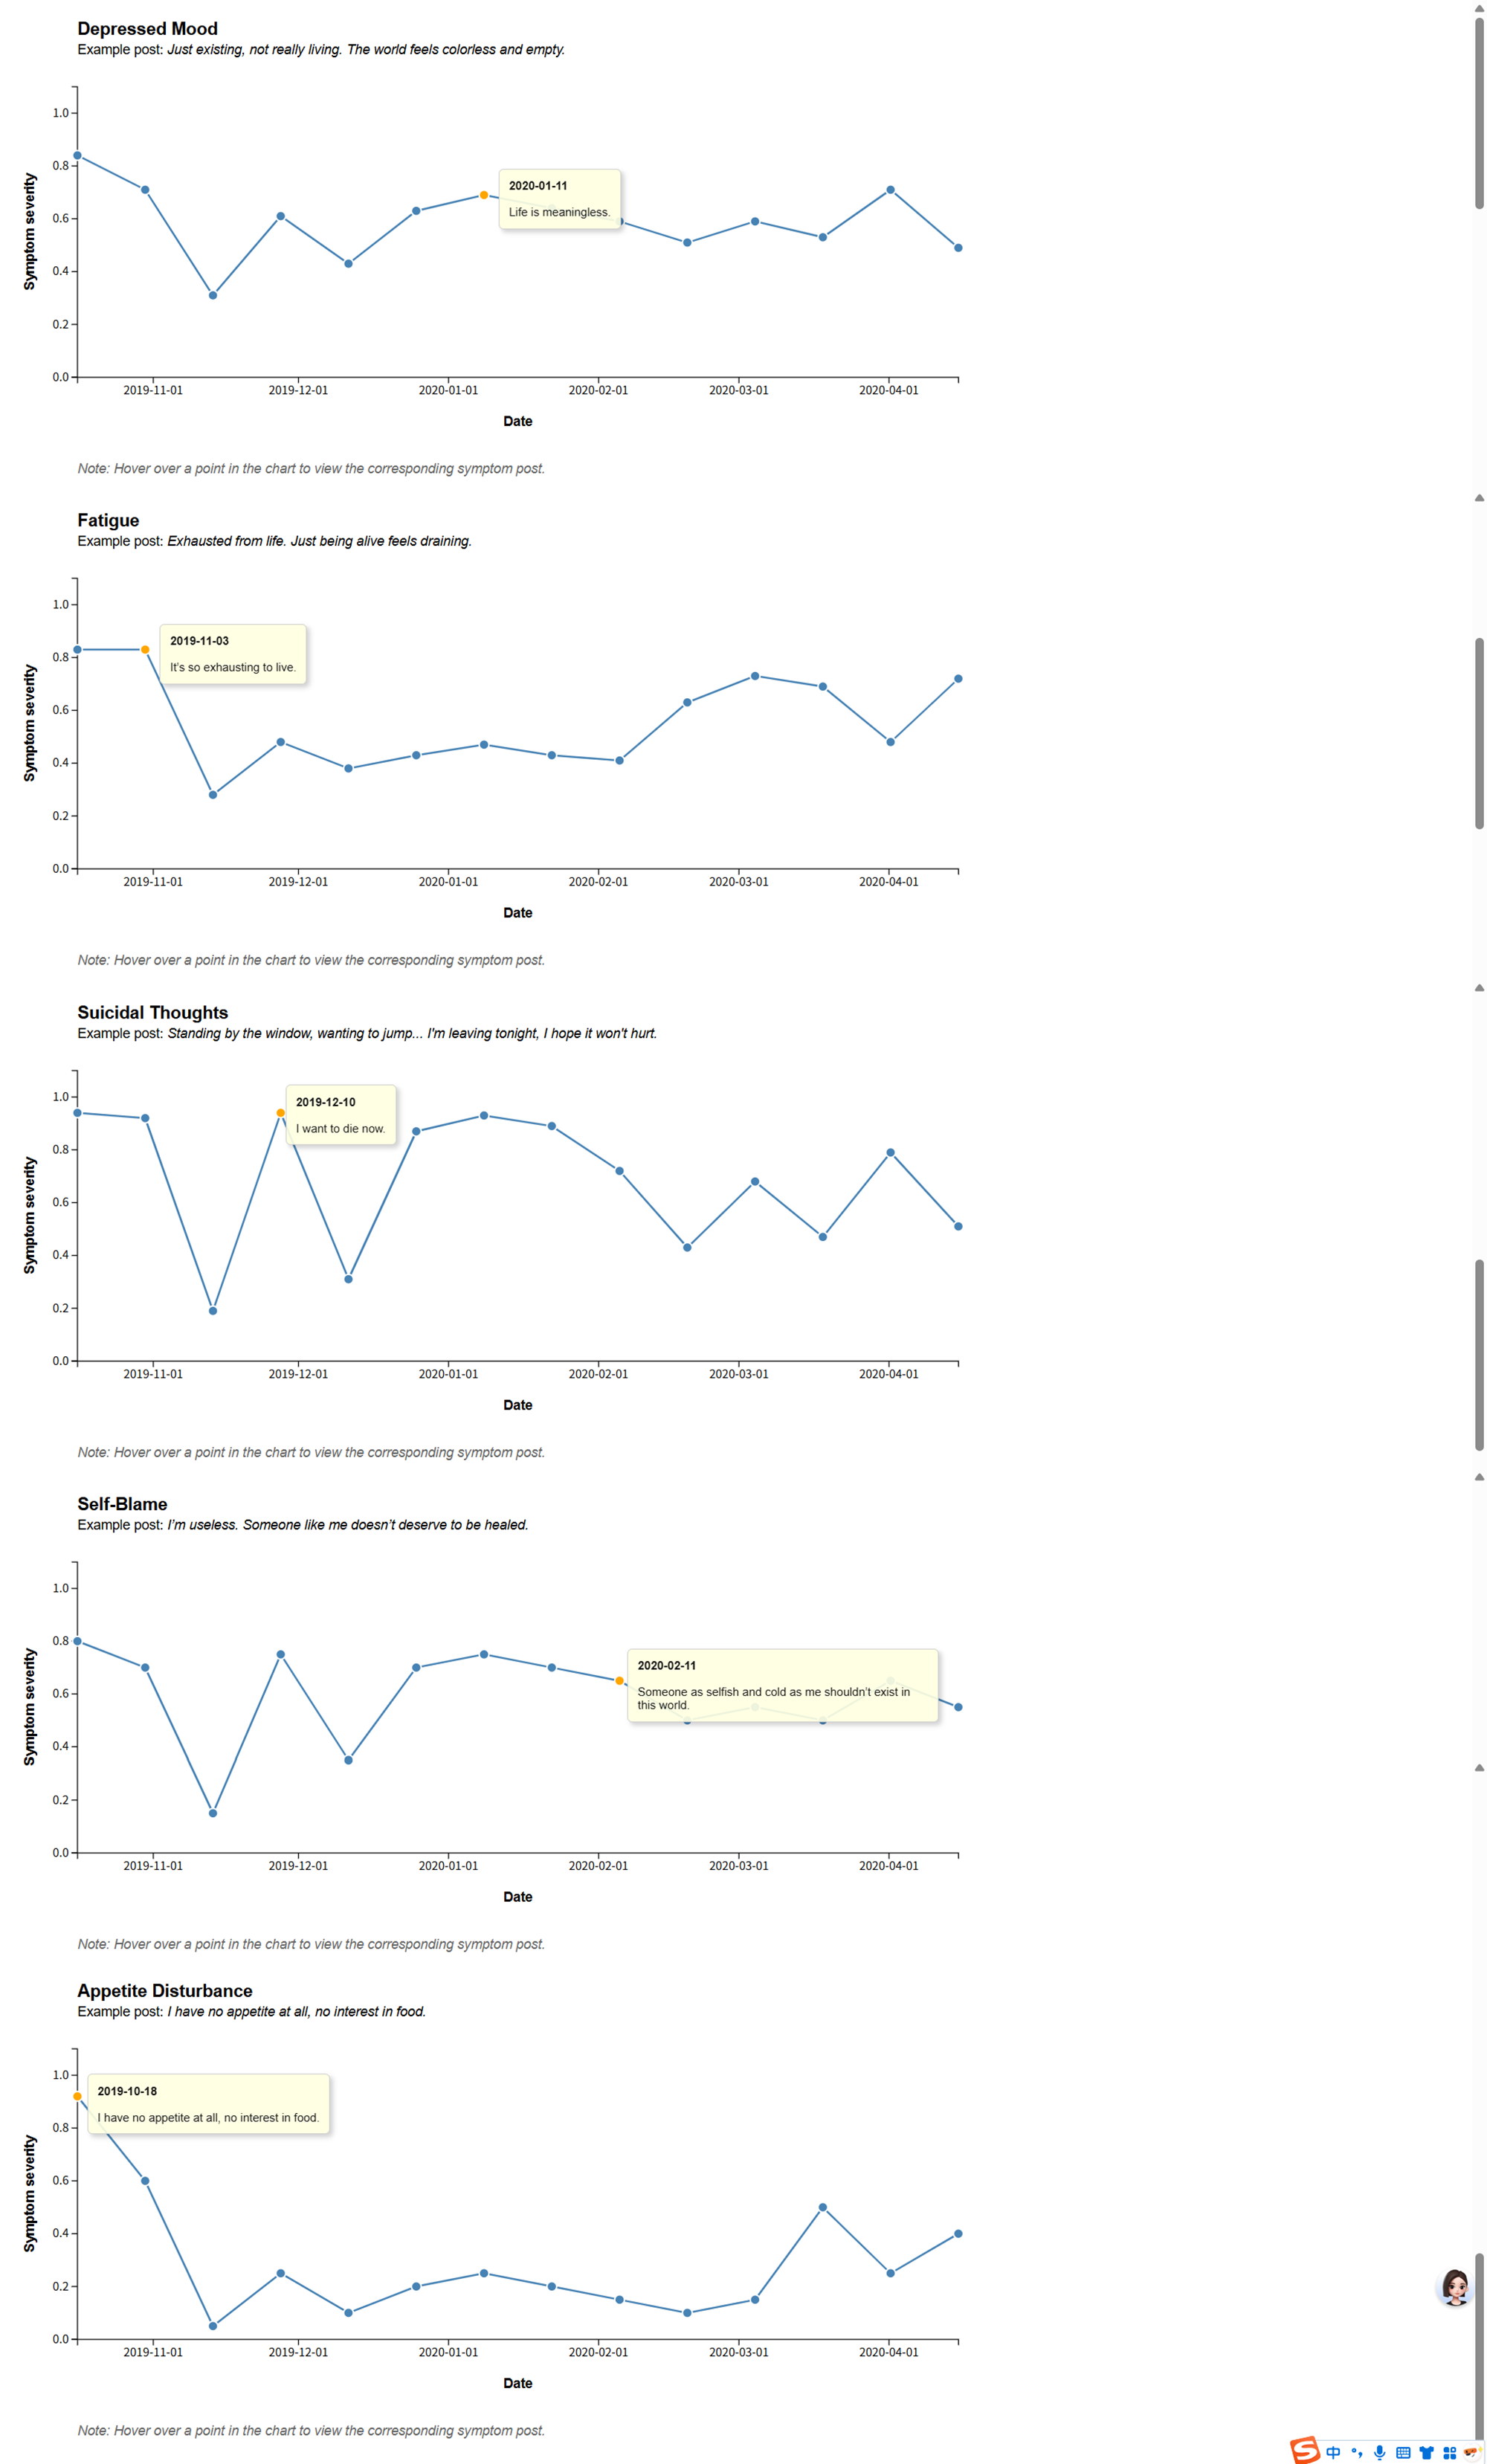 Depressed Mood
Example post: Just existing, not really living. The world feels colorless and empty.
1.0
0.8
0.6
0.4
0.2
0.0
Symptom severity
2020-01-11
Life is meaningless.
2019-11-01 2019-12-01 2020-01-01 2020-02-01 2020-03-01 2020-04-01
Date
Note: Hover over a point in the chart to view the corresponding symptom post.
Fatigue
Example post: Exhausted from life. Just being alive feels draining.
1.0
0.8
0.6
0.4
0.2
0.0
Symptom severity
2019-11-03
It's so exhausting to live.
2019-11-01 2019-12-01 2020-01-01 2020-02-01 2020-03-01 2020-04-01
Date
Note: Hover over a point in the chart to view the corresponding symptom post.
Suicidal Thoughts
Example post: Standing by the window, wanting to jump... I'm leaving tonight, I hope it won't hurt.
1.0
0.8
0.6
0.4
0.2
0.0
Symptom severity
2019-12-10
I want to die now.
2019-11-01 2019-12-01 2020-01-01 2020-02-01 2020-03-01 2020-04-01
Date
Note: Hover over a point in the chart to view the corresponding symptom post.
Self-Blame
Example post: I’m useless. Someone like me doesn’t deserve to be healed.
1.0
0.8
0.6
0.4
0.2
0.0
Symptom severity
2020-02-11
Someone as selfish and cold as me shouldn’t exist in
this world.
2019-11-01 2019-12-01 2020-01-01 2020-02-01 2020-03-01 2020-04-01
Date
Note: Hover over a point in the chart to view the corresponding symptom post.
Appetite Disturbance
Example post: I have no appetite at all, no interest in food.
1.0
0.8
0.6
0.4
0.2
0.0
Symptom severity
2019-10-18
I have no appetite at all, no interest in food.
2019-11-01 2019-12-01 2020-01-01 2020-02-01 2020-03-01 2020-04-01
Date
Note: Hover over a point in the chart to view the corresponding symptom post.
S 中